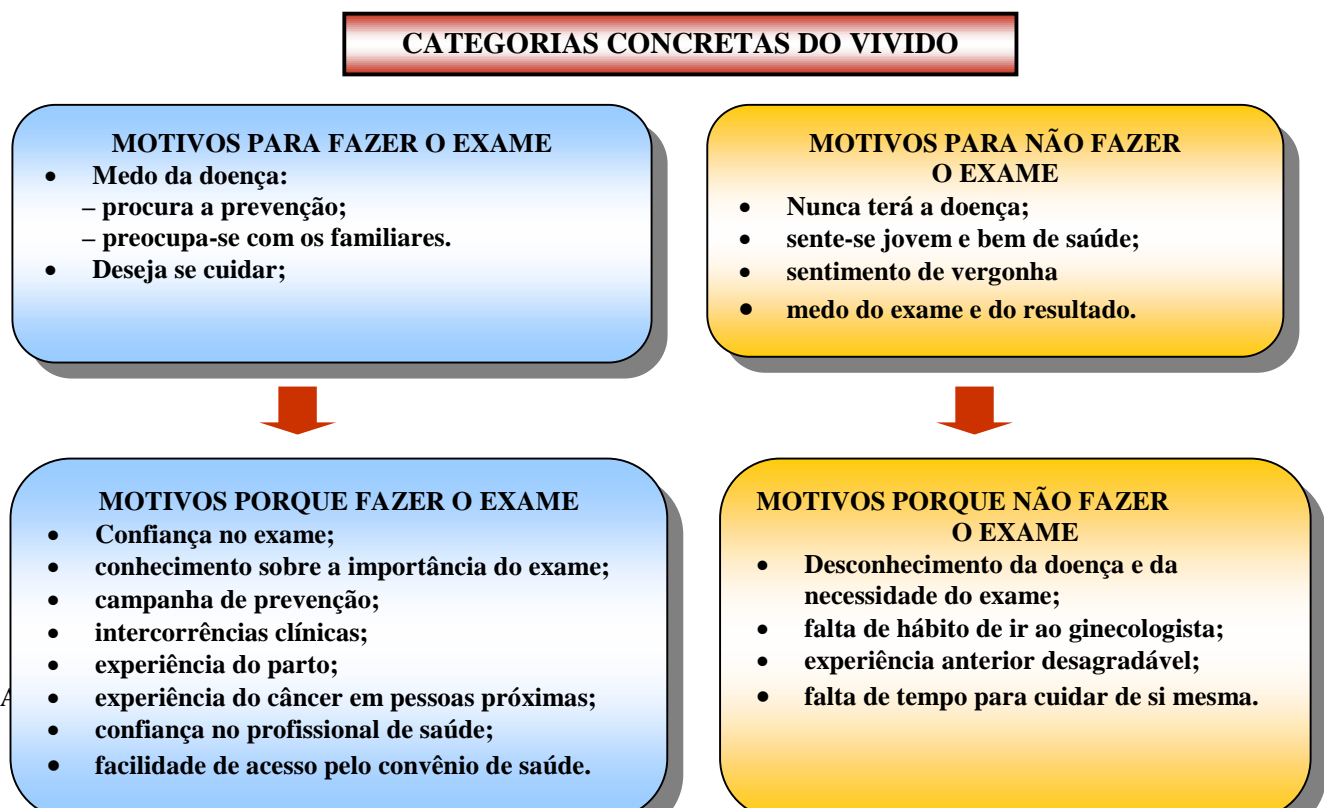 CATEGORIAS CONCRETAS DO VIVIDO
MOTIVOS PARA FAZER O EXAME
• Medo da doença:
– procura a prevenção;
– preocupa-se com os familiares.
• Deseja se cuidar;
MOTIVOS PARA NÃO FAZER
O EXAME
• Nunca terá a doença;
• sente-se jovem e bem de saúde;
• sentimento de vergonha
• medo do exame e do resultado.
MOTIVOS PORQUE FAZER O EXAME
• Confiança no exame;
• conhecimento sobre a importância do exame;
• campanha de prevenção;
• intercorrências clínicas;
• experiência do parto;
• experiência do câncer em pessoas próximas;
• confiança no profissional de saúde;
• facilidade de acesso pelo convênio de saúde.
MOTIVOS PORQUE NÃO FAZER
O EXAME
• Desconhecimento da doença e da
necessidade do exame;
• falta de hábito de ir ao ginecologista;
• experiência anterior desagradável;
• falta de tempo para cuidar de si mesma.